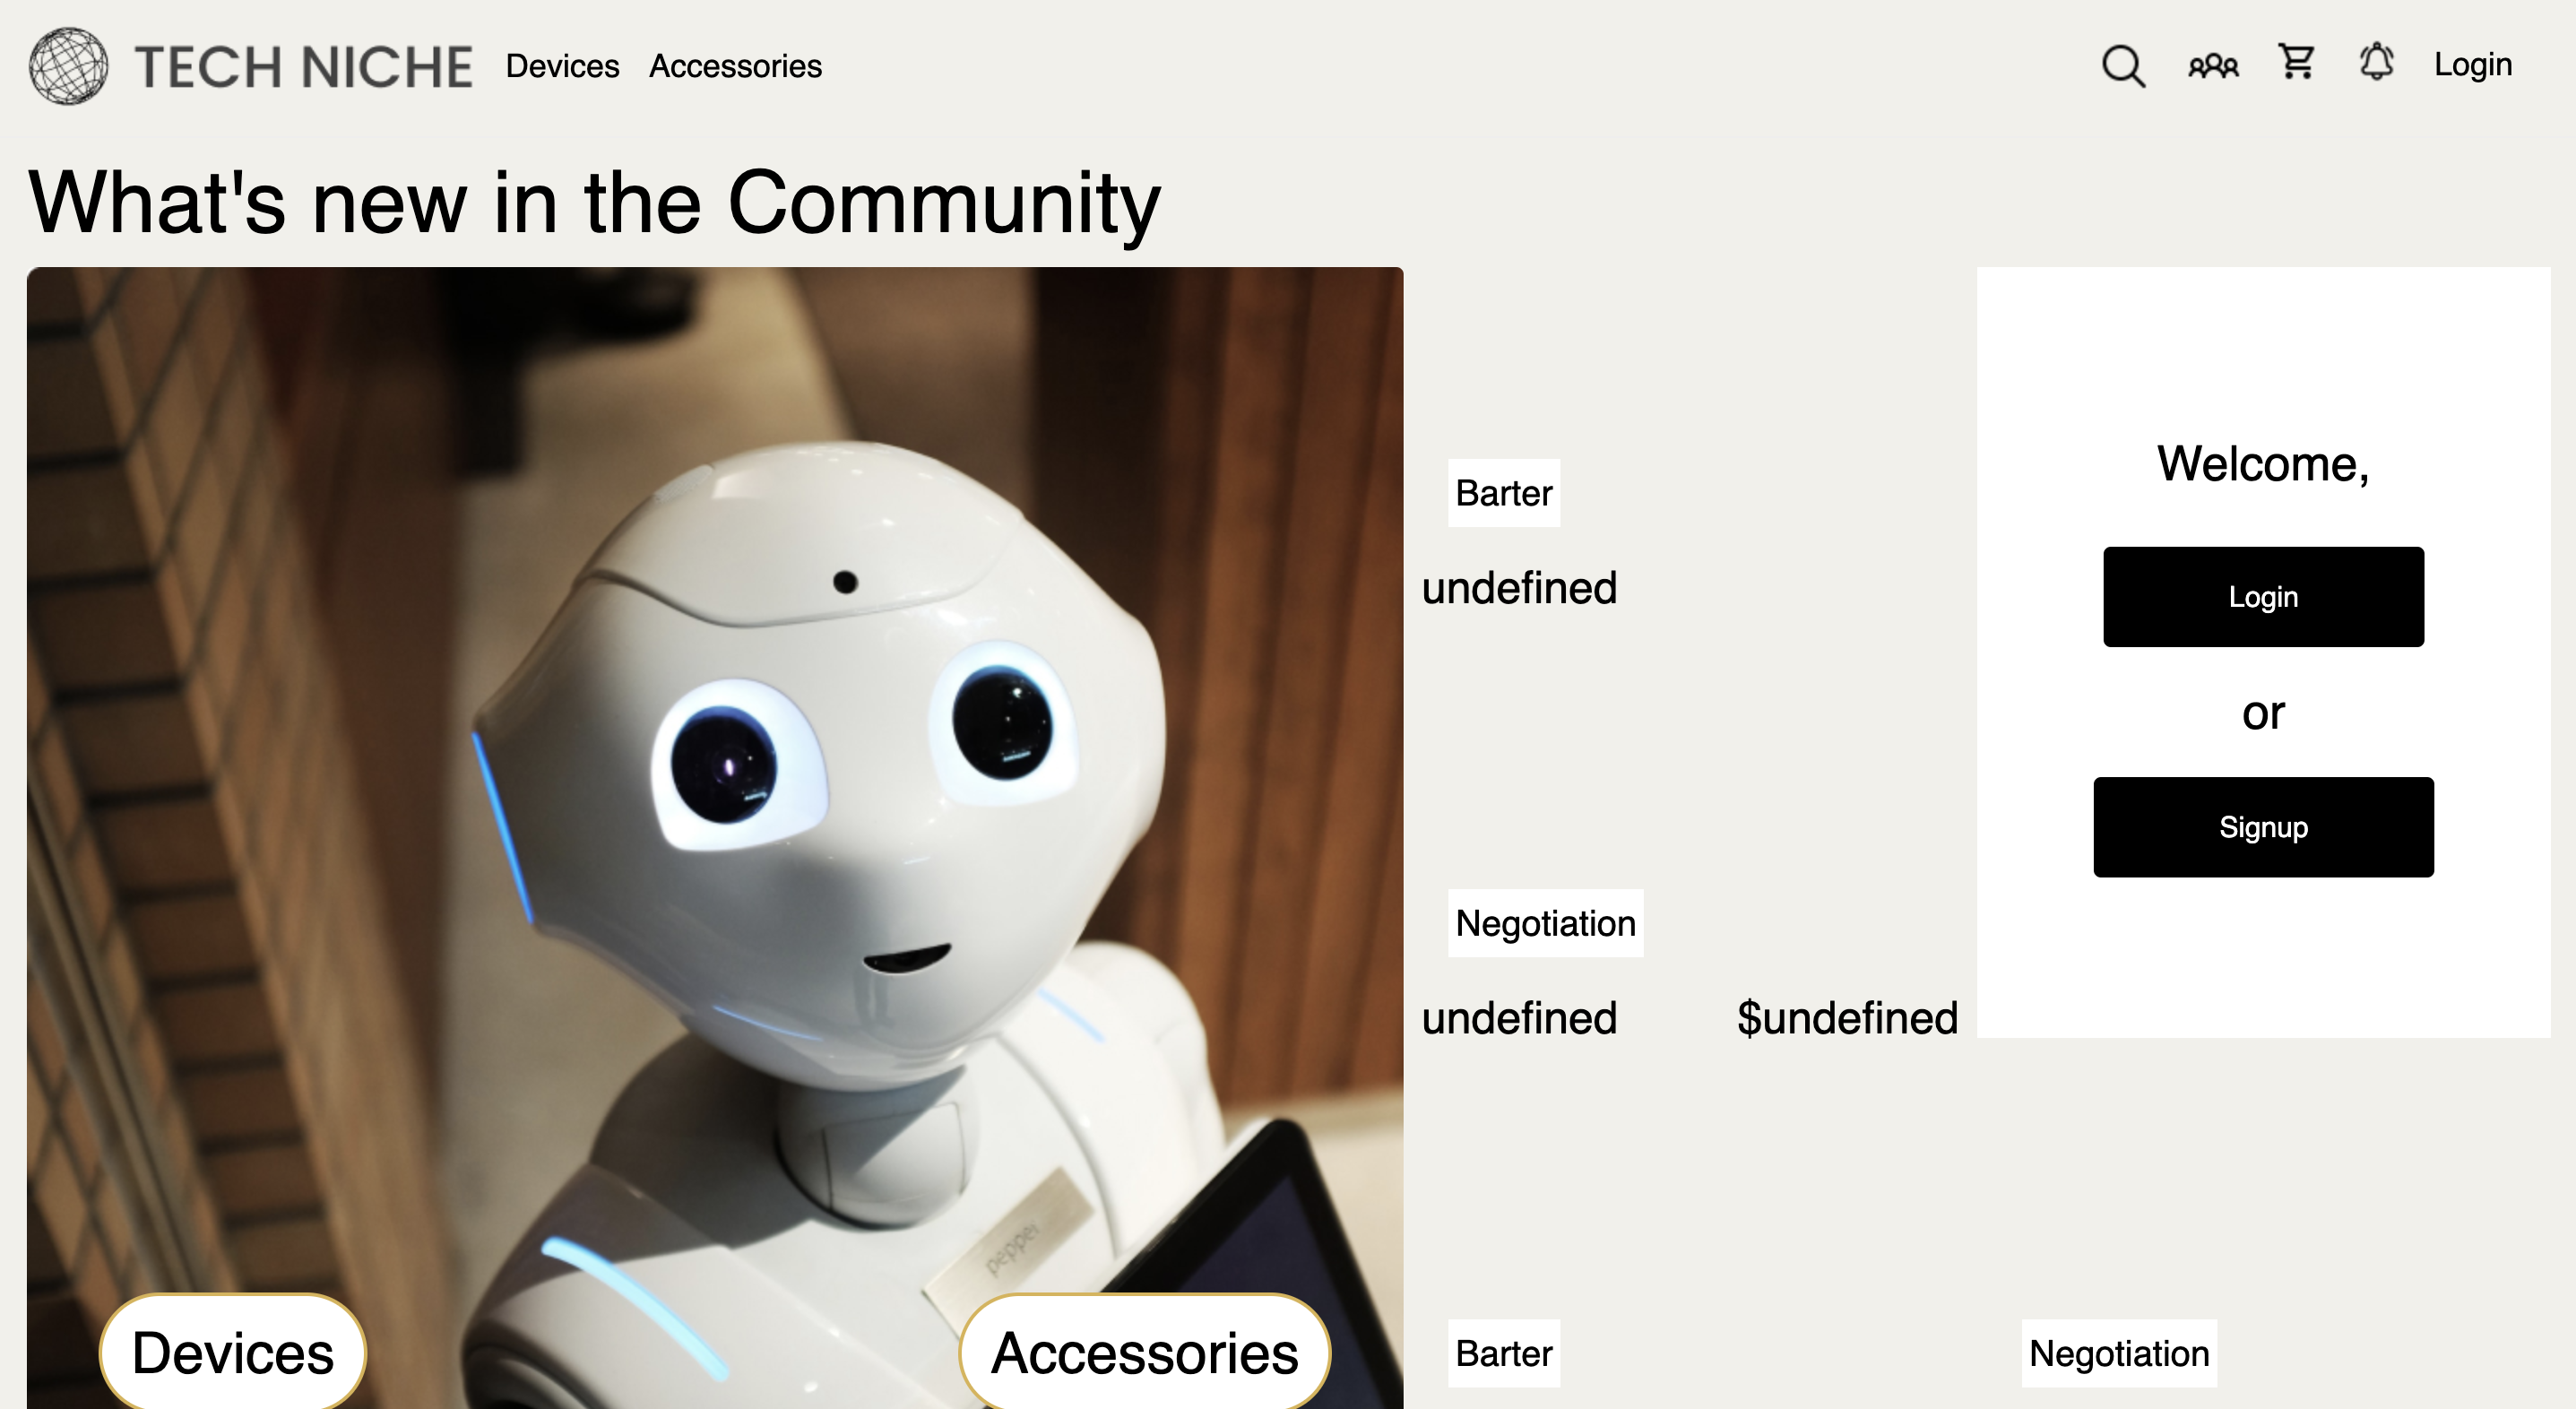 TECH NICHE Devices Accessories Login
What's new in the Community
Barter
undefined
Negotiation
undefined $undefined
Welcome,
Login
or
Signup
pepper
Devices Accessories
Barter Negotiation